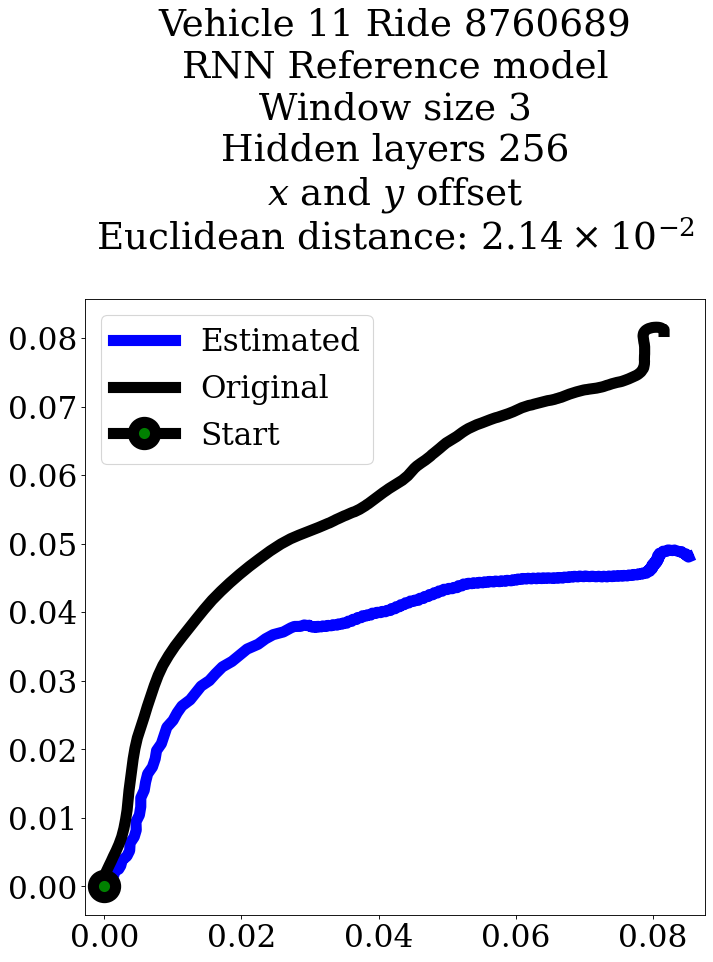 Vehicle 11 Ride 8760689
RNN Reference model
Window size 3
Hidden layers 256
x and y offset
Euclidean distance: 2.14 × 10⁻²
Estimated
Original
Start
0.08
0.07
0.06
0.05
0.04
0.03
0.02
0.01
0.00
0.00 0.02 0.04 0.06 0.08